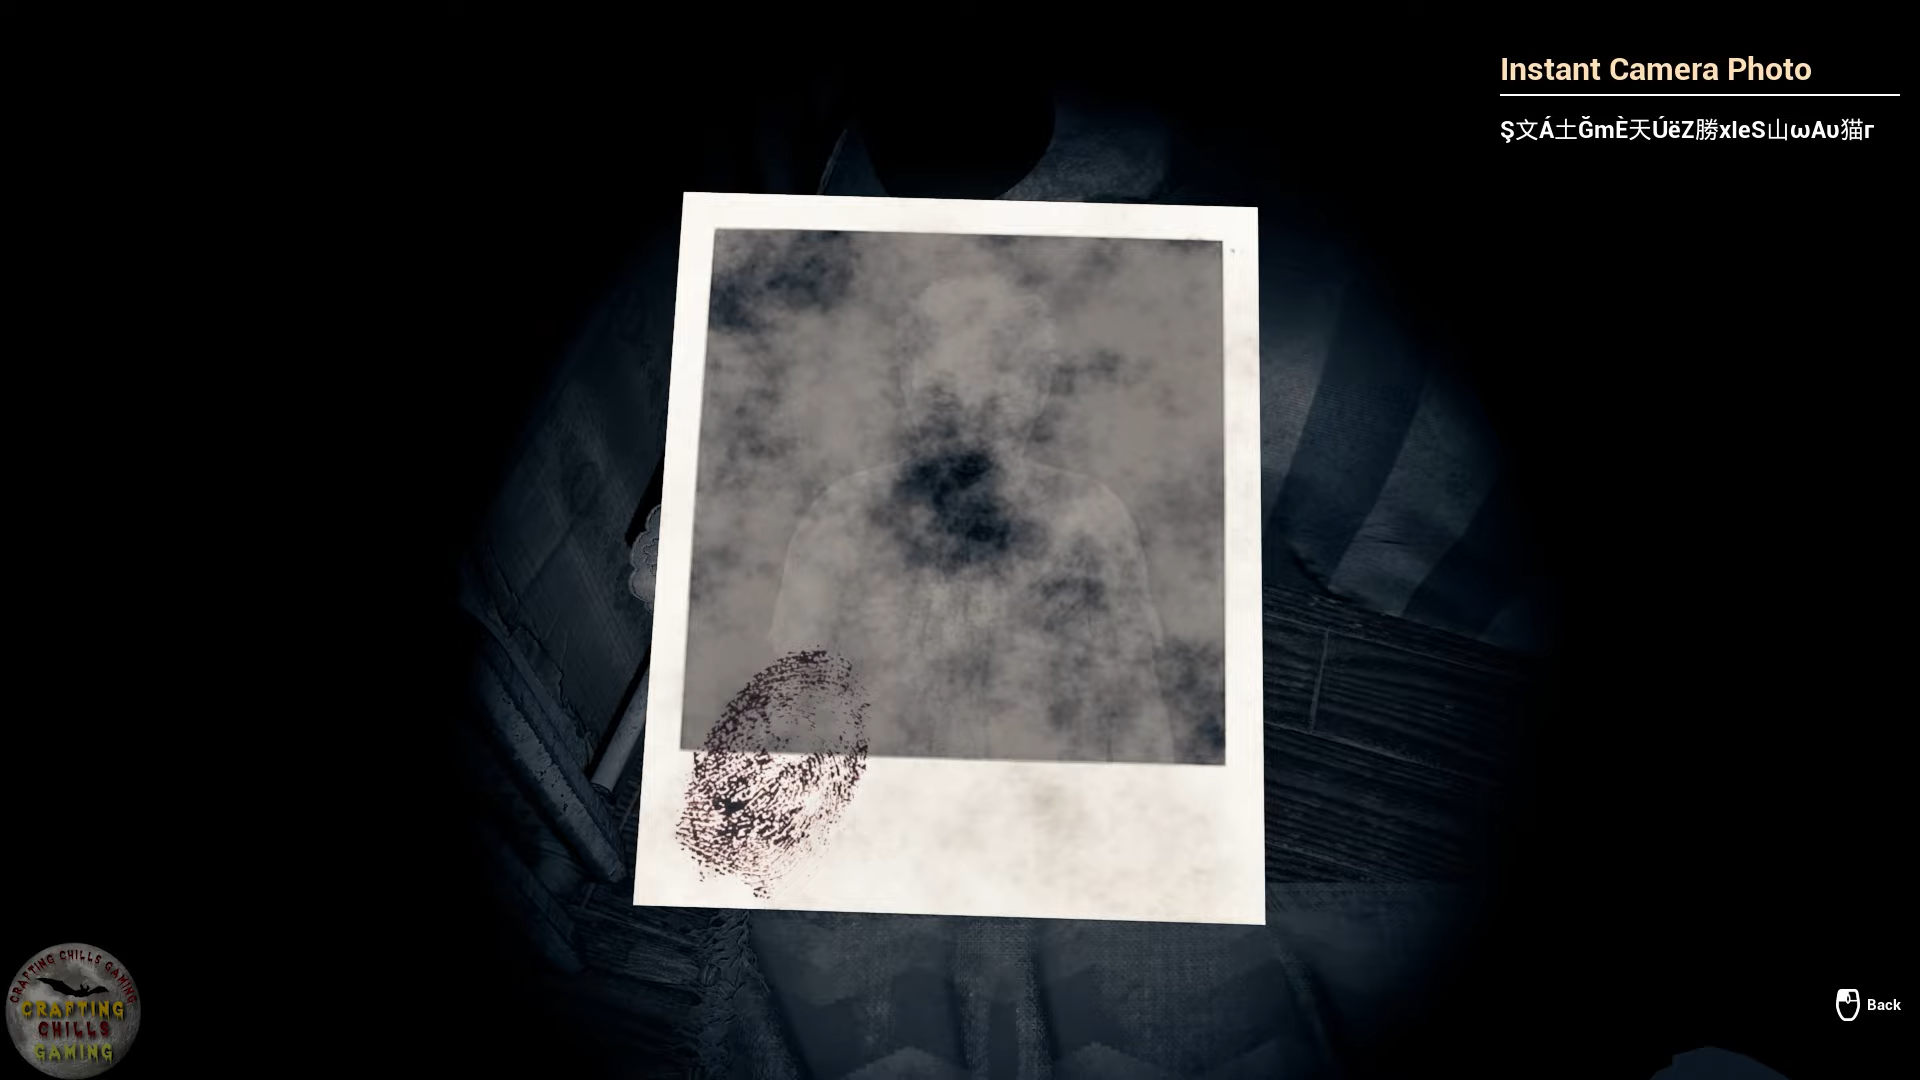 Instant Camera Photo
Ş文Á土ĞmÈ天ÚëZ勝xIeS山ωAυ猫r
CRAFTING CHILLS GAMING
CRAFTING
CHILLS
GAMING
Back